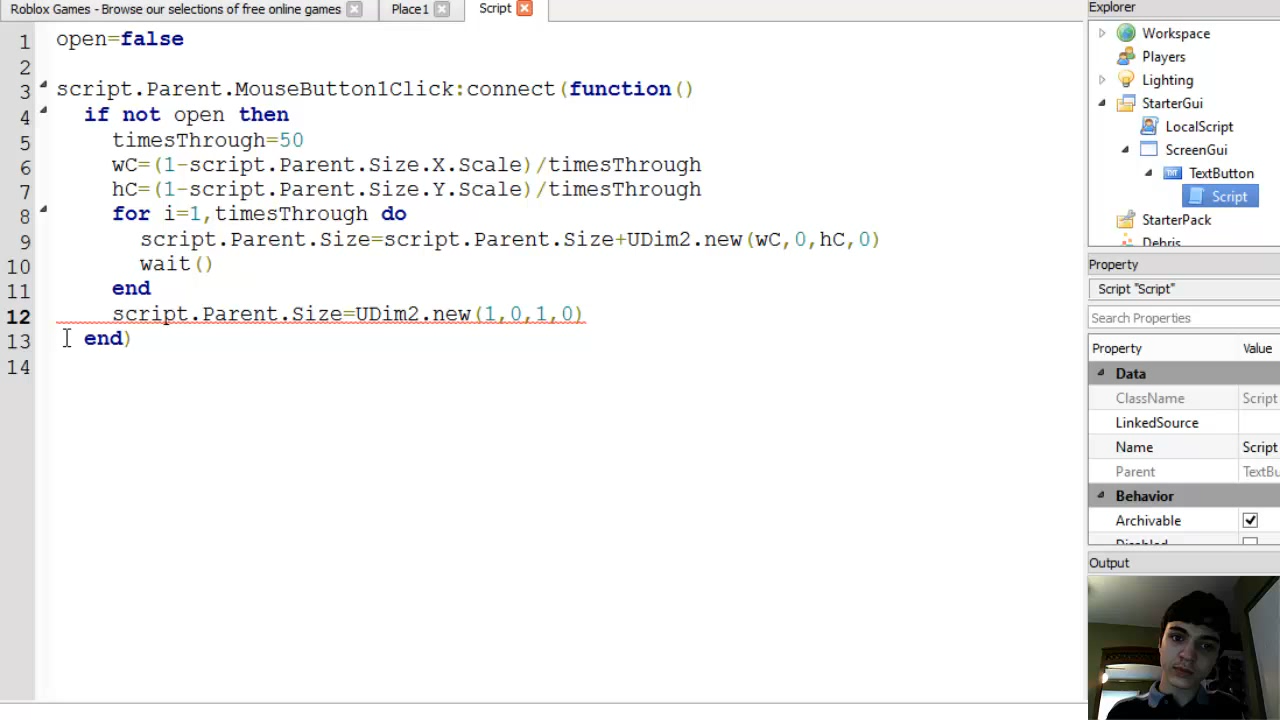 Roblox Games - Browse our selections of free online games
Place1
Script
1 open=false
2
3 script.Parent.MouseButton1Click:connect(function()
4 if not open then
5 timesThrough=50
6 wC=(1-script.Parent.Size.X.Scale)/timesThrough
7 hC=(1-script.Parent.Size.Y.Scale)/timesThrough
8 for i=1,timesThrough do
9 script.Parent.Size=script.Parent.Size+UDim2.new(wC,0,hC,0)
10 wait()
11 end
12 script.Parent.Size=UDim2.new(1,0,1,0)
13 end)
14
Explorer
Workspace
Players
Lighting
StarterGui
LocalScript
ScreenGui
TXT TextButton
Script
StarterPack
Debris
Property
Script "Script"
Search Properties
Property Value
Data
ClassName Script
LinkedSource
Name Script
Parent TextBu
Behavior
Archivable
Disabled
Output